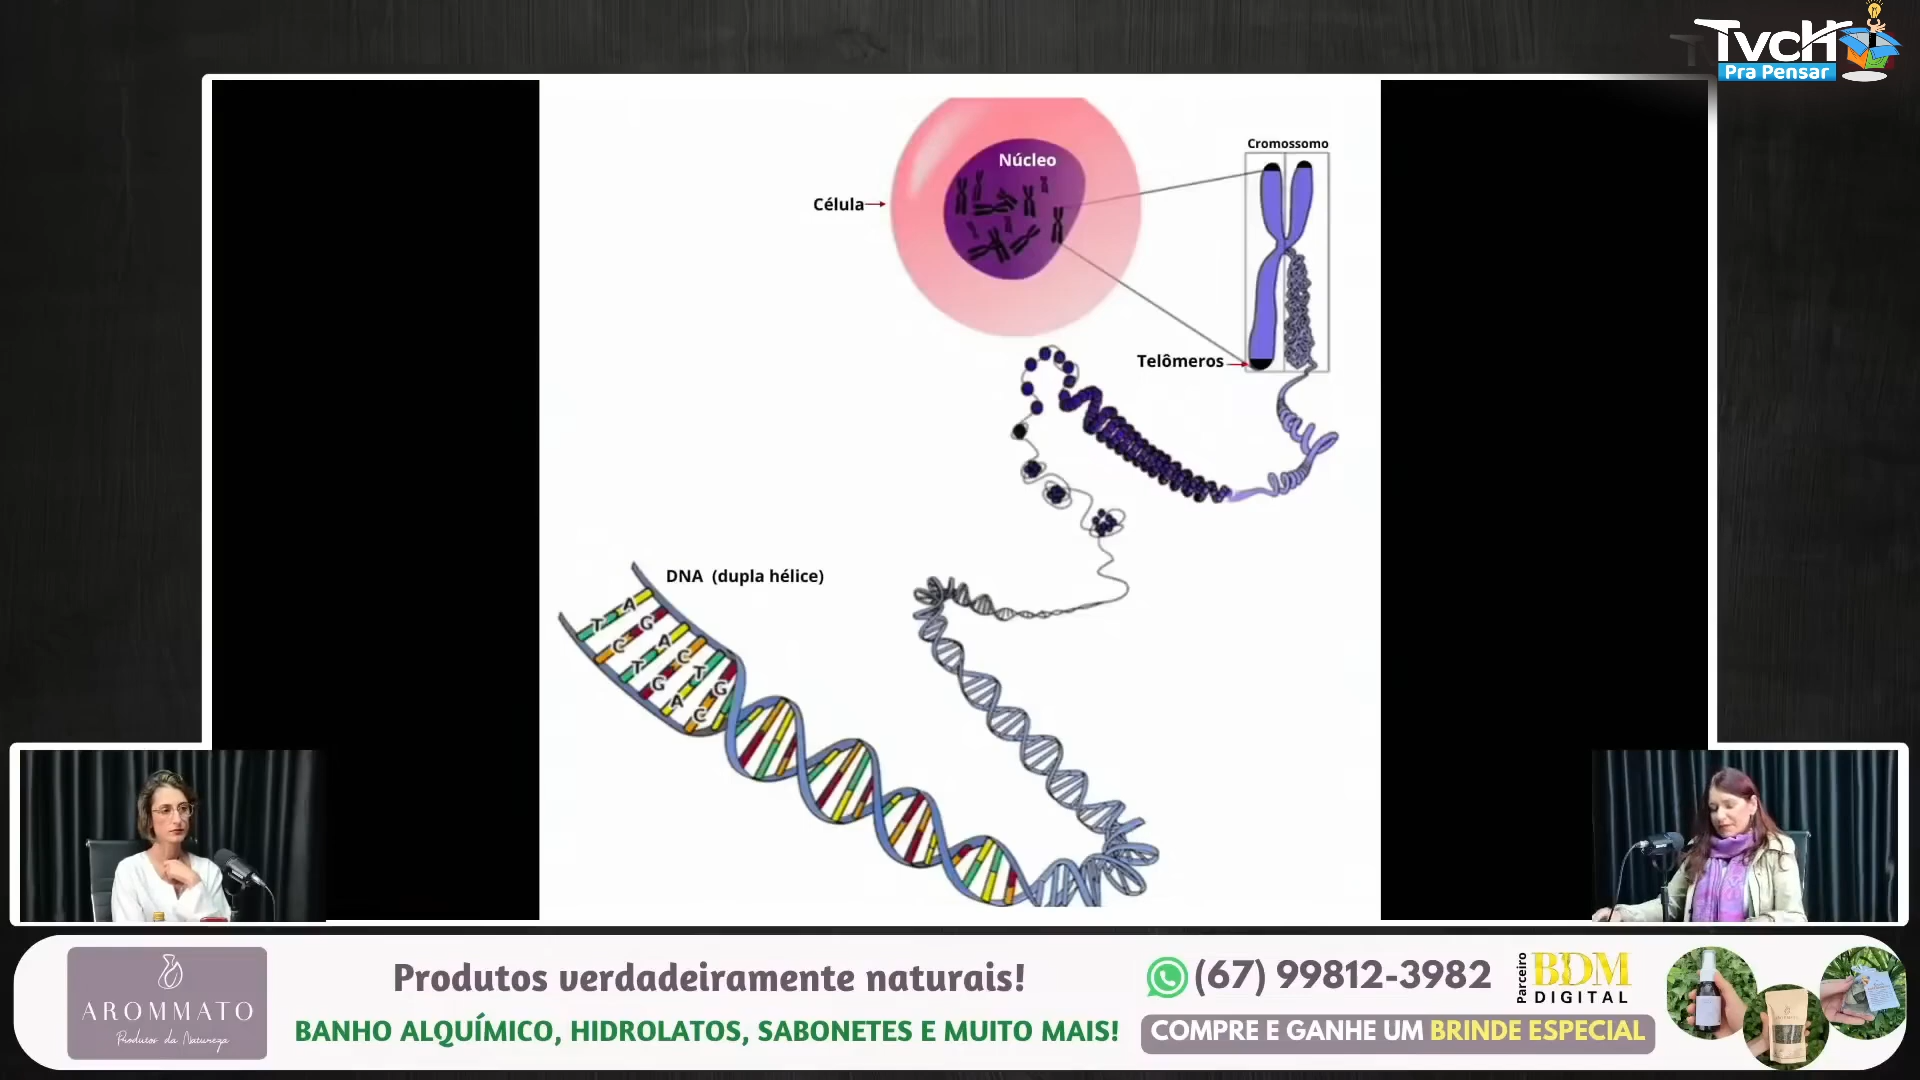 Tvch
Pra Pensar
Cromossomo
Núcleo
Célula
Telômeros
DNA (dupla hélice)
A
T
G
C
A
T
C
G
T
A
G
C
AROMMATO
Produtos da Natureza
Produtos verdadeiramente naturais!
BANHO ALQUÍMICO, HIDROLATOS, SABONETES E MUITO MAIS!
(67) 99812-3982
Parceiro
BDM
DIGITAL
COMPRE E GANHE UM BRINDE ESPECIAL